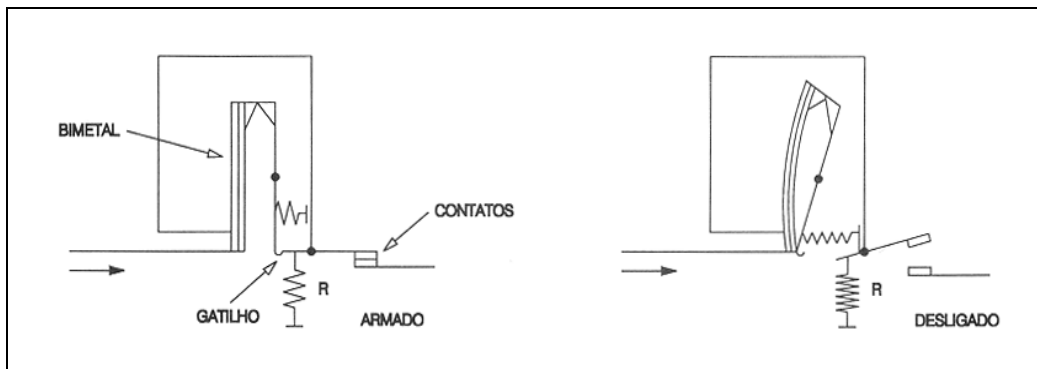 BIMETAL
CONTATOS
GATILHO
R
ARMADO
R
DESLIGADO